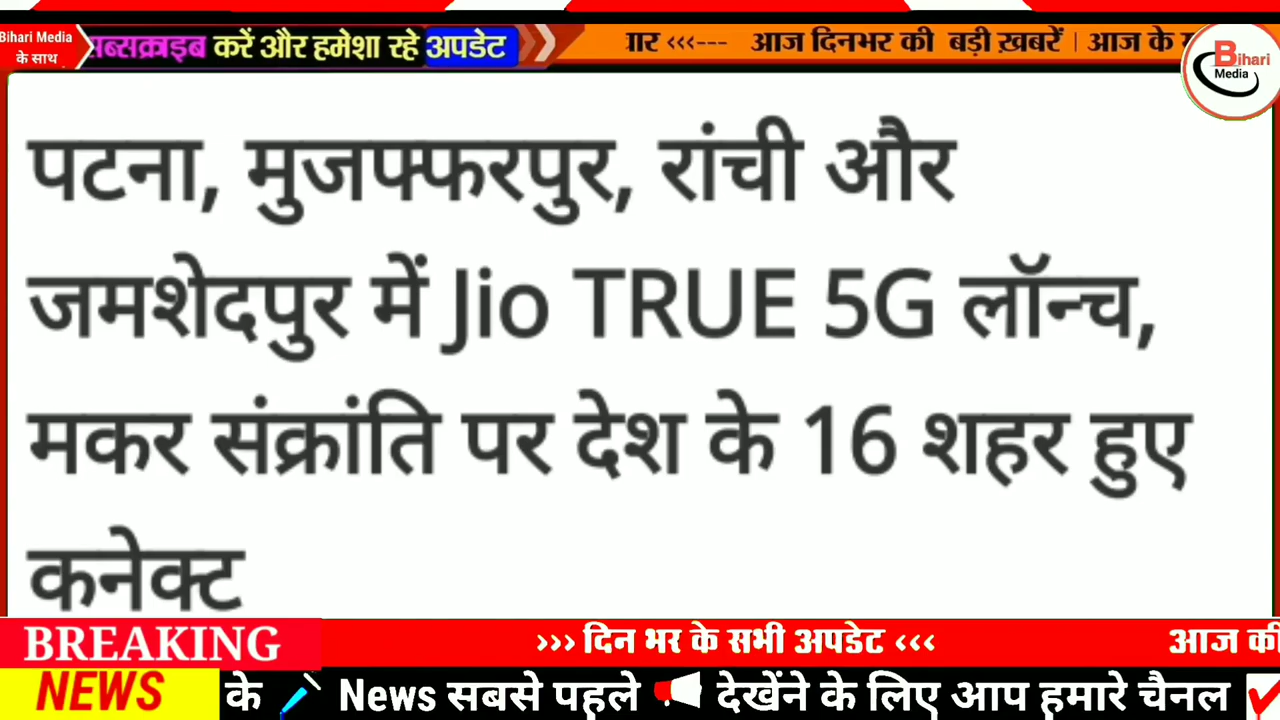 Bihari Media
के साथ
सब्सक्राइब करें और हमेशा रहे अपडेट
ार <<<--- आज दिनभर की बड़ी ख़बरें | आज के
Bihari
Media
पटना, मुजफ्फरपुर, रांची और
जमशेदपुर में Jio TRUE 5G लॉन्च,
मकर संक्रांति पर देश के 16 शहर हुए
कनेक्ट
BREAKING
NEWS
>>> दिन भर के सभी अपडेट <<< आज की
के News सबसे पहले देखेंने के लिए आप हमारे चैनल